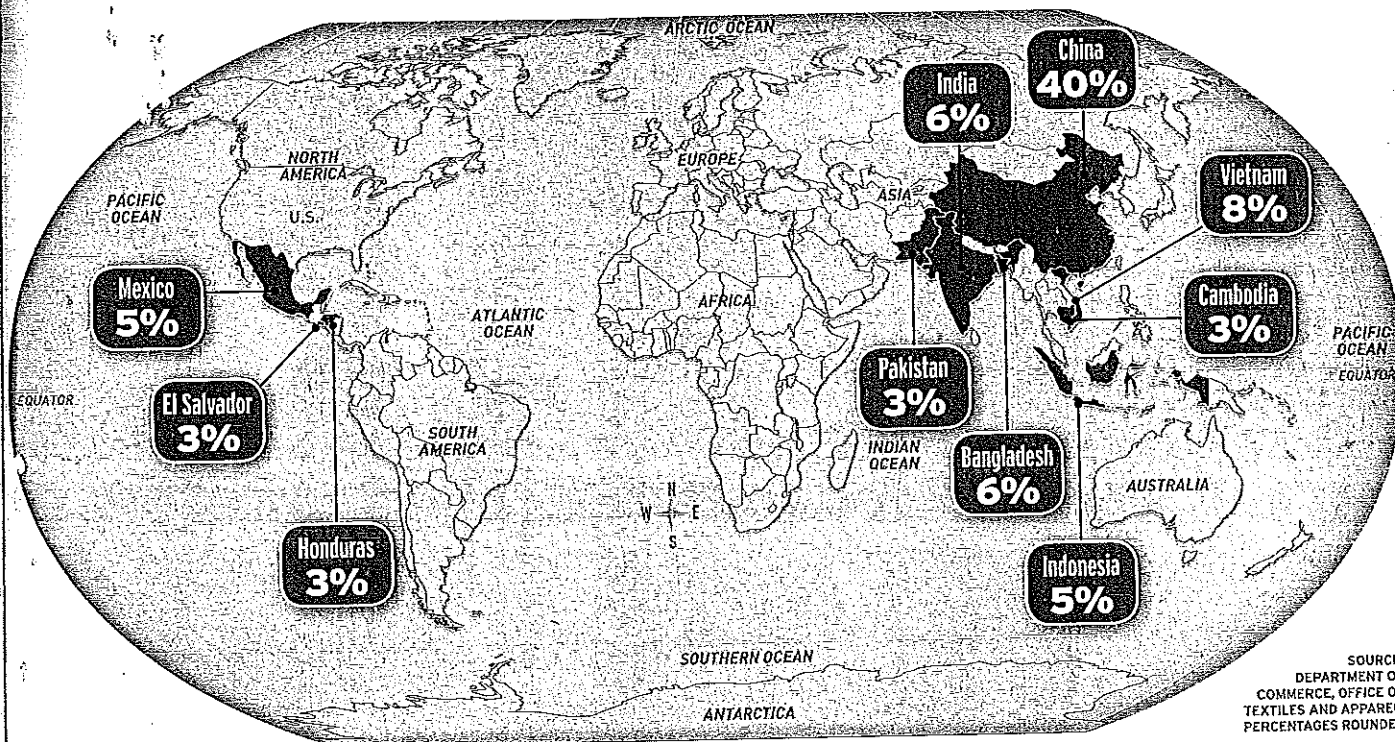 ARCTIC OCEAN
China
40%
India
6%
NORTH
AMERICA
EUROPE
Vietnam
8%
ASIA
PACIFIC
OCEAN
U.S.
Mexico
5%
Cambodia
3%
AFRICA
ATLANTIC
OCEAN
PACIFIC
OCEAN
Pakistan
3%
EQUATOR
EQUATOR
El Salvador
3%
SOUTH
AMERICA
INDIAN
OCEAN
Bangladesh
6%
AUSTRALIA
N
W E
S
Honduras
3%
Indonesia
5%
SOUTHERN OCEAN
ANTARCTICA
SOURC
DEPARTMENT O
COMMERCE, OFFICE O
TEXTILES AND APPARE
PERCENTAGES ROUNDE